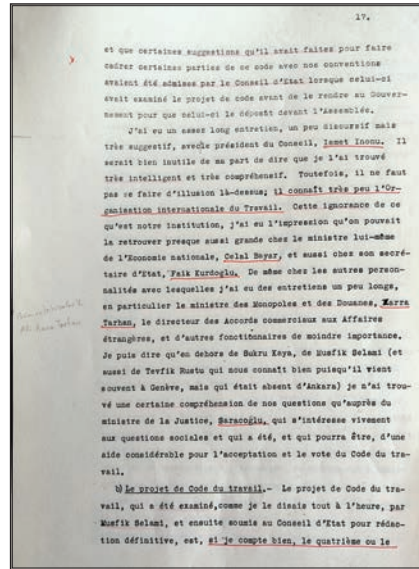 17.
et que certaines suggestions qu'il avait faites pour faire
cadrer certaines parties de ce code avec nos conventions
avaient été admises par le Conseil d'Etat lorsque celui-ci
avait examiné le projet de code avant de le rendre au Gouver-
nement pour que celui-ci le déposât devant l'Assemblée.
J'ai eu un assez long entretien, un peu discursif mais
très suggestif, avec le président du Conseil, Ismet Inonu. Il
serait bien inutile de ma part de dire que je l'ai trouvé
très intelligent et très compréhensif. Toutefois, il ne faut
pas se faire d'illusion là-dessus; il connaît très peu l'Or-
ganisation internationale du Travail. Cette ignorance de ce
qu'est notre institution, j'ai eu l'impression qu'on pouvait
la retrouver presque aussi grande chez le ministre lui-même
de l'Economie nationale, Celal Bayar, et aussi chez son secré-
taire d'Etat, Faik Kurdoglu. De même chez les autres person-
nalités avec lesquelles j'ai eu des entretiens un peu longs,
en particulier le ministre des Monopoles et des Douanes,
Tarhan, le directeur des Accords commerciaux aux Affaires
étrangères, et d'autres fonctionnaires de moindre importance.
Je puis dire qu'en dehors de Sukru Kaya, de Musfik Selami (et
aussi de Tevfik Rustu qui nous connaît bien puisqu'il vient
souvent à Genève, mais qui était absent d'Ankara) je n'ai trou-
vé une certaine compréhension de nos questions qu'auprès du
ministre de la Justice, Saracoğlu, qui s'intéresse vivement
aux questions sociales et qui a été, et qui pourra être, d'une
aide considérable pour l'acceptation et le vote du Code du tra-
vail.
b) Le projet de Code du travail.- Le projet de Code du tra-
vail, qui a été examiné,comme je le disais tout à l'heure, par
Musfik Selami, et ensuite soumis au Conseil d'Etat pour rédac-
tion définitive, est, si je compte bien, le quatrième ou le